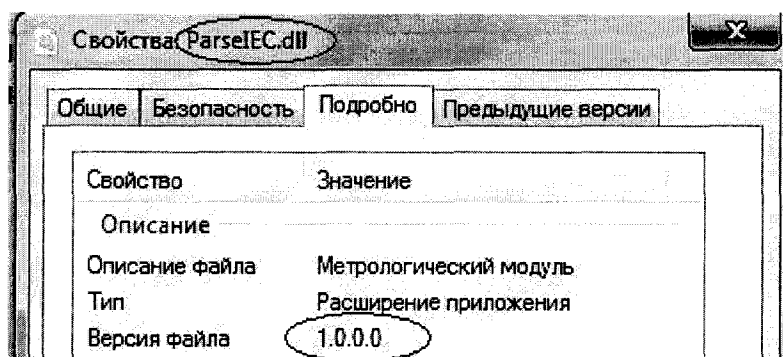 Свойства: ParseIEC.dll
Общие Безопасность Подробно Предыдущие версии
Свойство Значение
Описание
Описание файла Метрологический модуль
Тип Расширение приложения
Версия файла 1.0.0.0